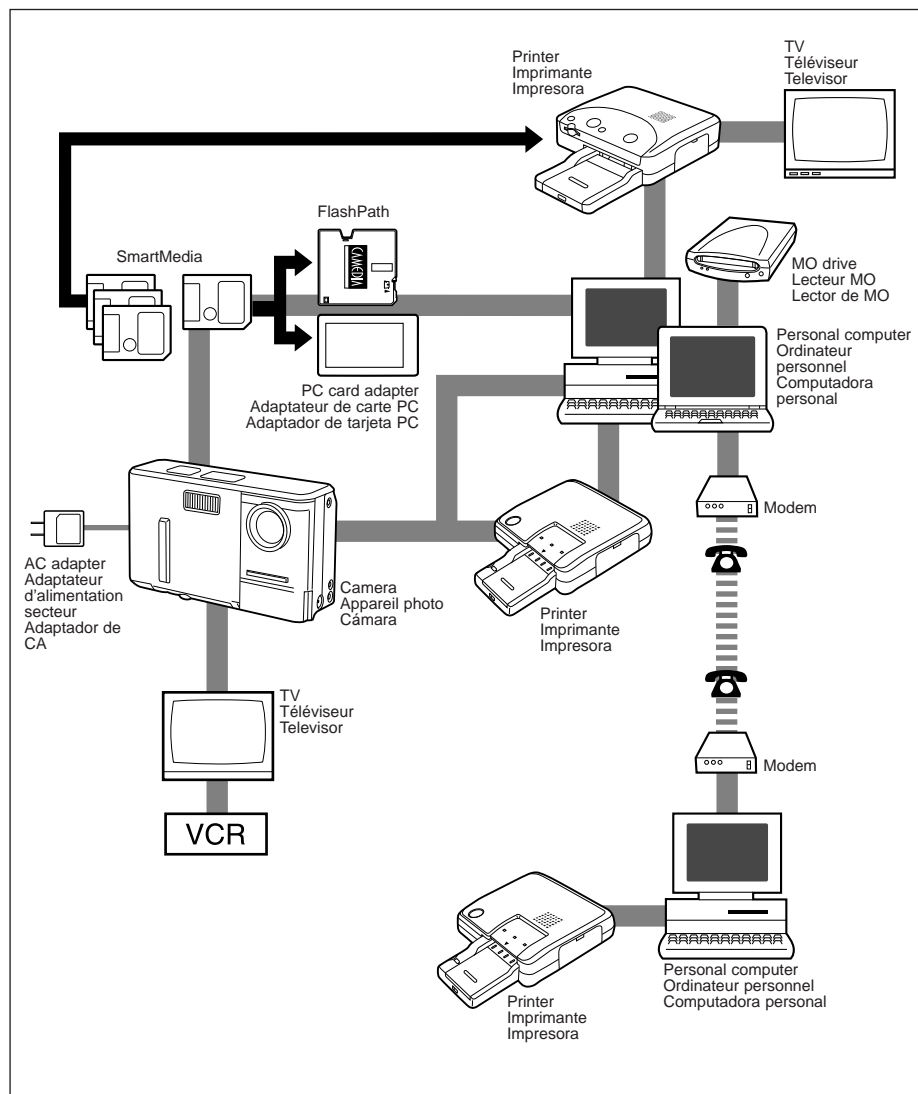 Printer
Imprimante
Impresora
TV
Téléviseur
Televisor
FlashPath
SmartMedia
CAMEDIA
MO drive
Lecteur MO
Lector de MO
Personal computer
Ordinateur
personnel
Computadora
personal
PC card adapter
Adaptateur de carte PC
Adaptador de tarjeta PC
Modem
AC adapter
Adaptateur
d'alimentation
secteur
Adaptador de
CA
Camera
Appareil photo
Cámara
Printer
Imprimante
Impresora
TV
Téléviseur
Televisor
Modem
VCR
Personal computer
Ordinateur personnel
Computadora personal
Printer
Imprimante
Impresora